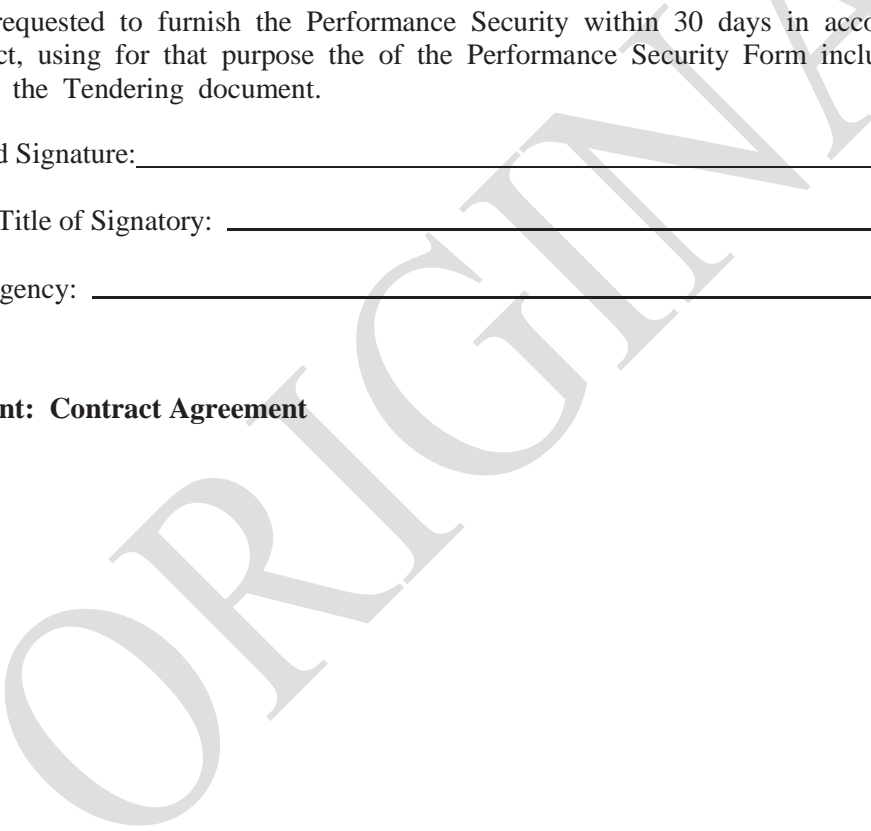 requested to furnish the Performance Security within 30 days in acco
ct, using for that purpose the of the Performance Security Form inclu
the Tendering document.
d Signature:
Title of Signatory:
gency:
nt: Contract Agreement
ORIGINA